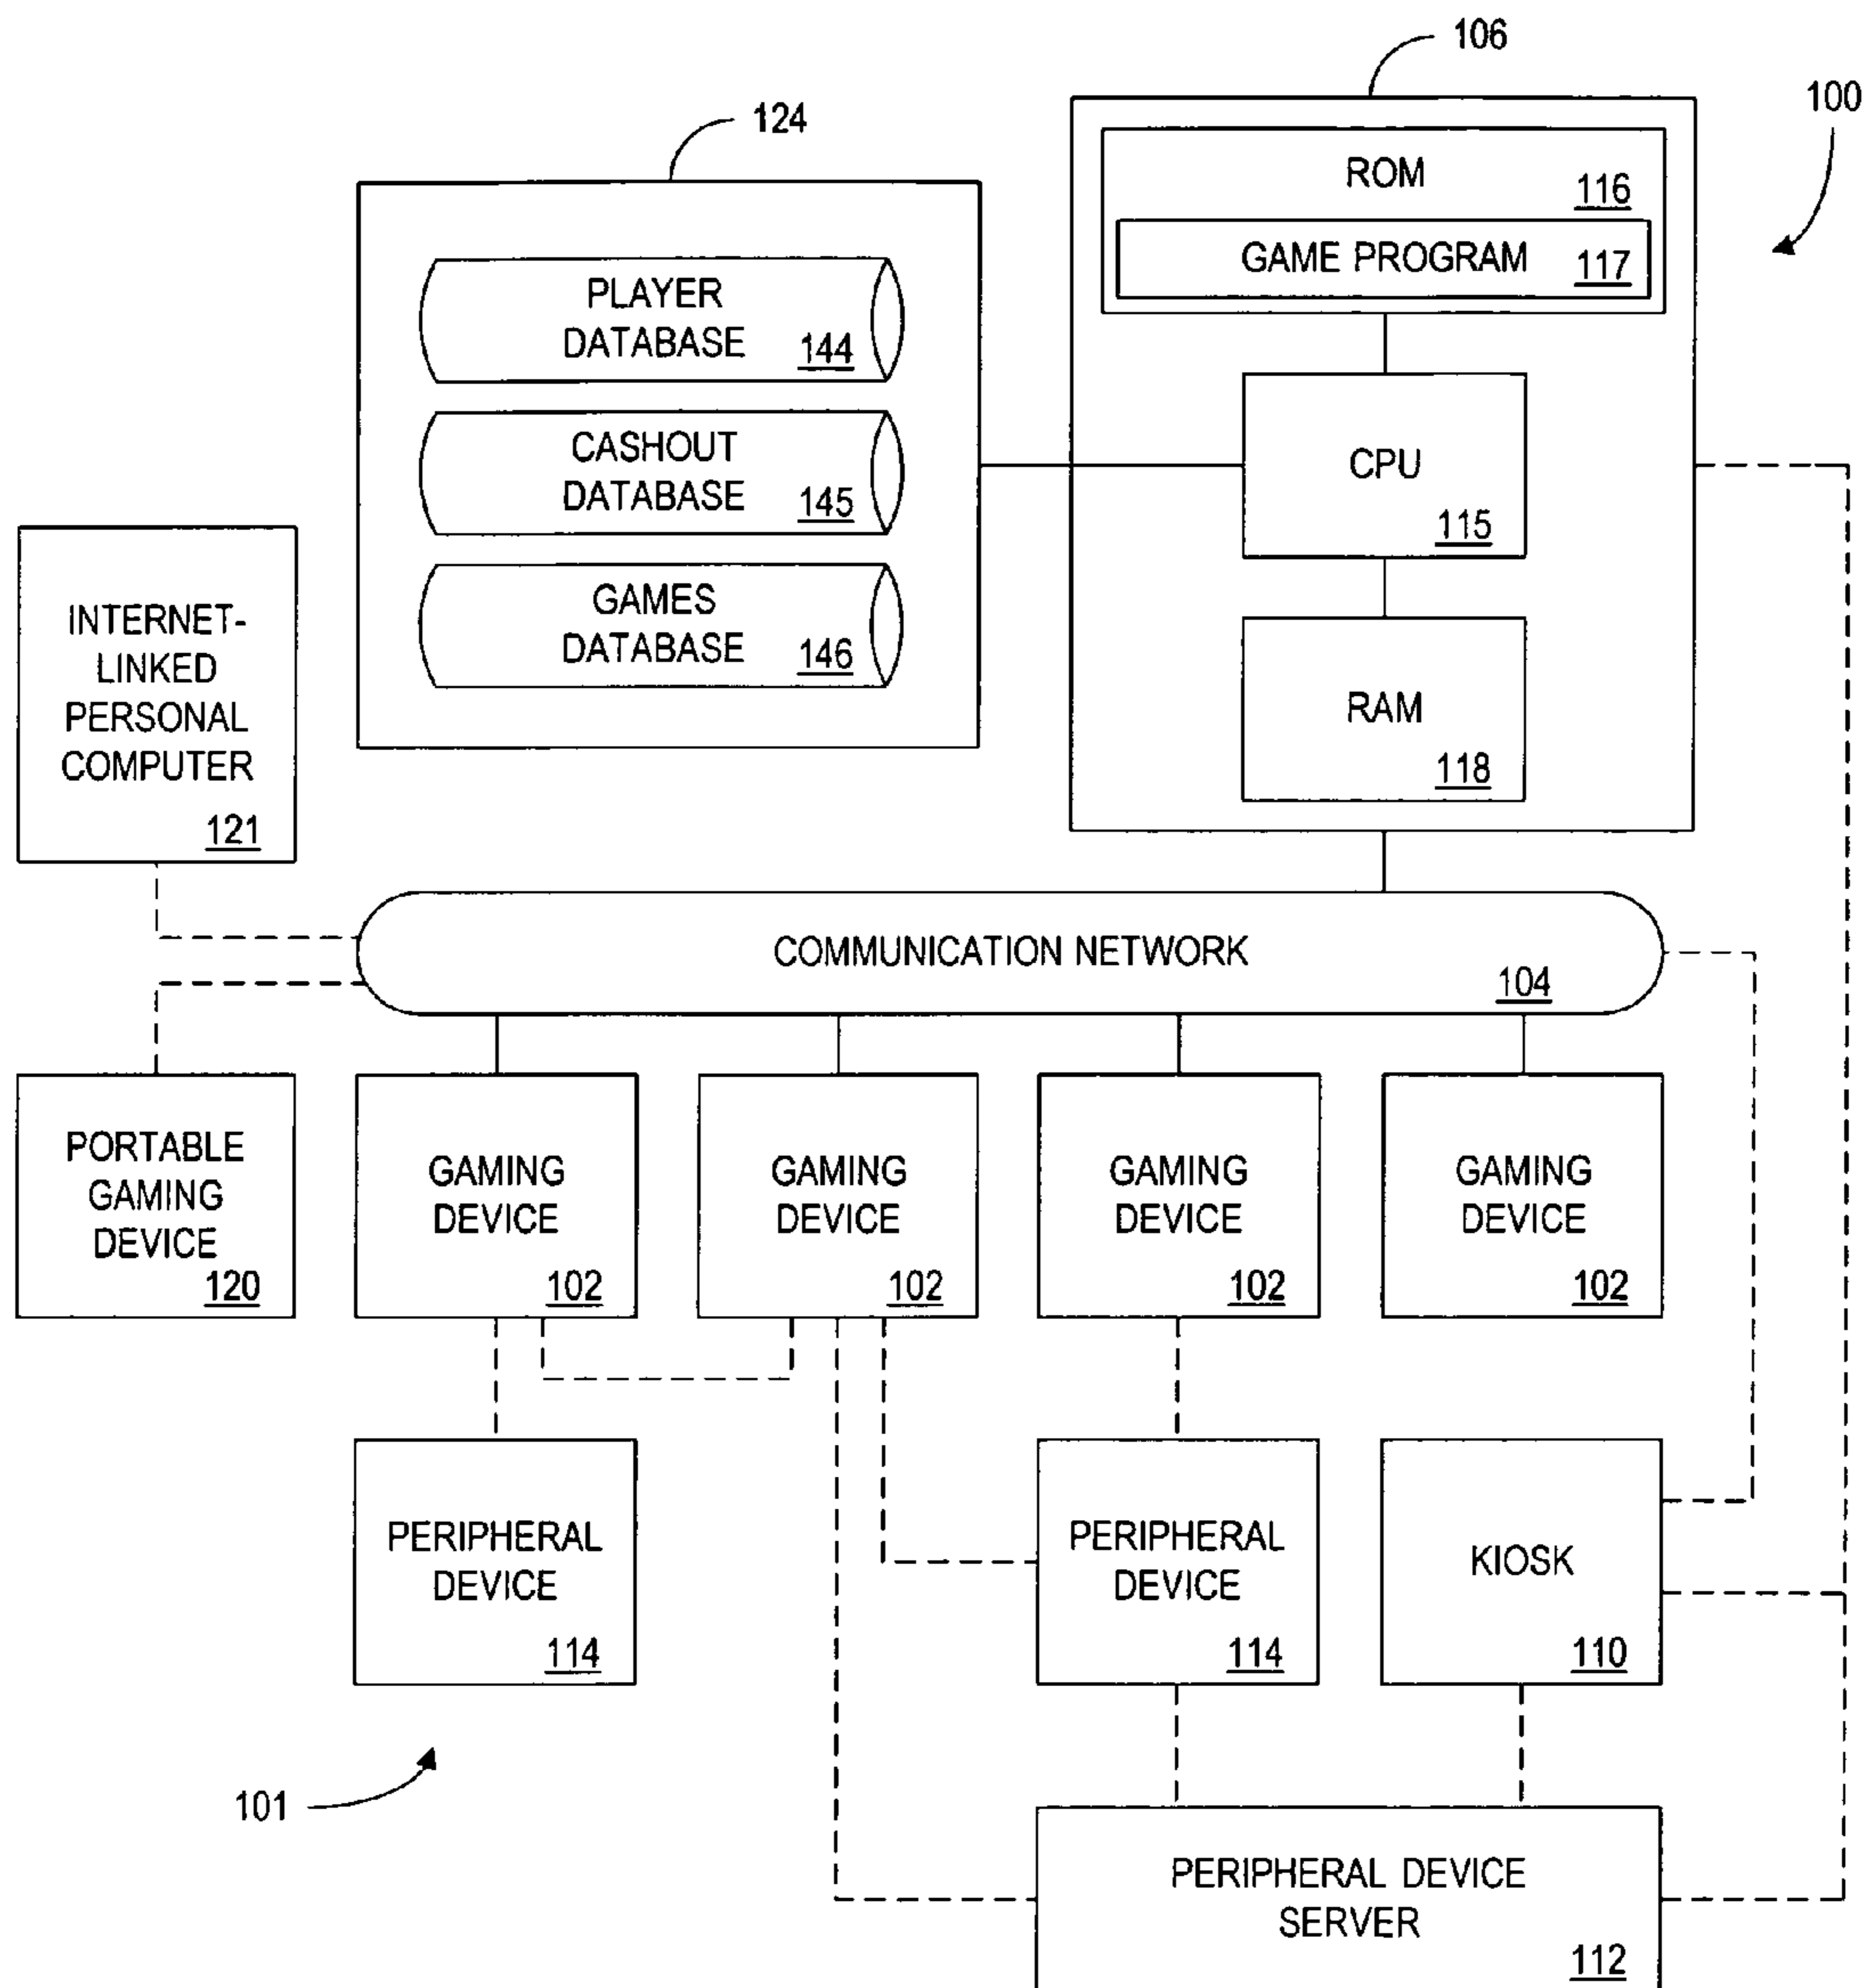 106
100
124
ROM
116
GAME PROGRAM
117
PLAYER
DATABASE
144
CASHOUT
DATABASE
145
GAMES
DATABASE
146
CPU
115
RAM
118
INTERNET-
LINKED
PERSONAL
COMPUTER
121
COMMUNICATION NETWORK
104
PORTABLE
GAMING
DEVICE
120
GAMING
DEVICE
102
GAMING
DEVICE
102
GAMING
DEVICE
102
GAMING
DEVICE
102
PERIPHERAL
DEVICE
114
PERIPHERAL
DEVICE
114
KIOSK
110
101
PERIPHERAL DEVICE
SERVER
112